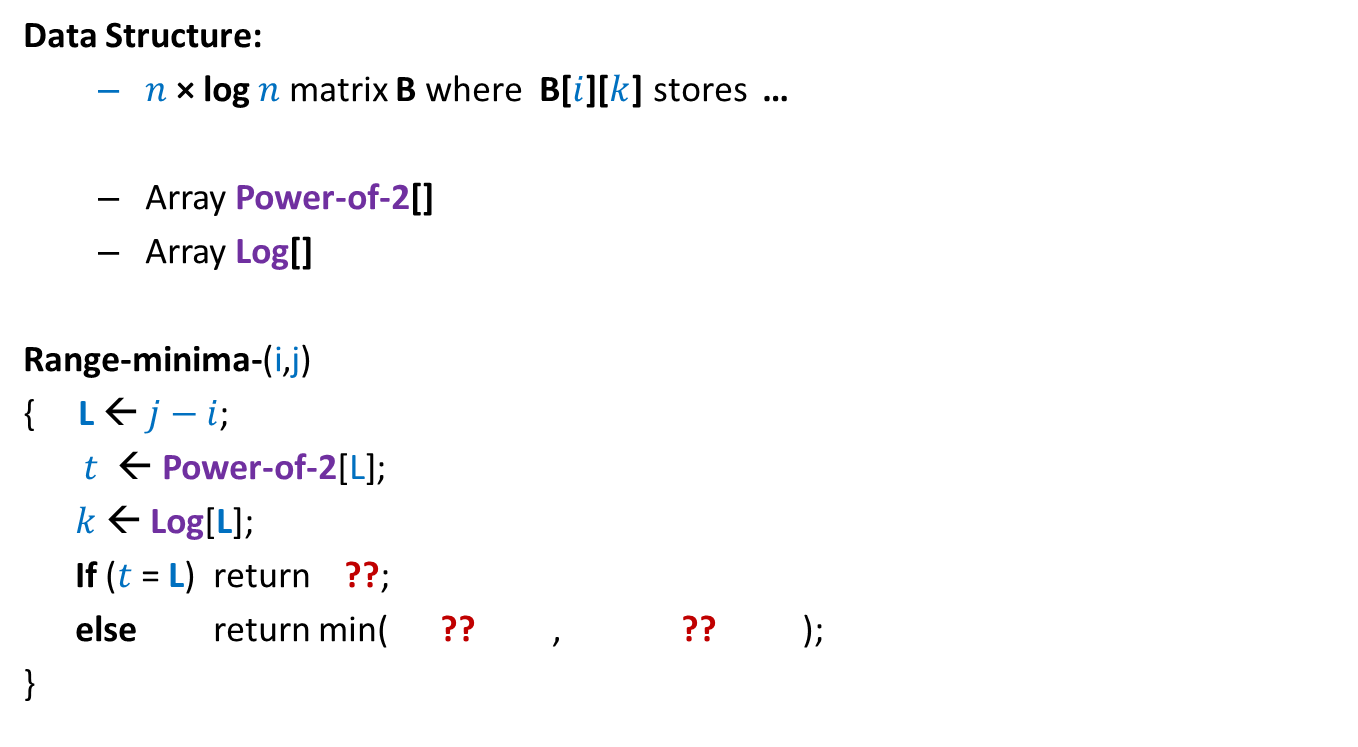 Data Structure:
– n × log n matrix B where B[i][k] stores ...
– Array Power-of-2[]
– Array Log[]
Range-minima-(i,j)
{ L ← j − i;
t ← Power-of-2[L];
k ← Log[L];
If (t = L) return ??;
else return min( ?? , ?? );
}